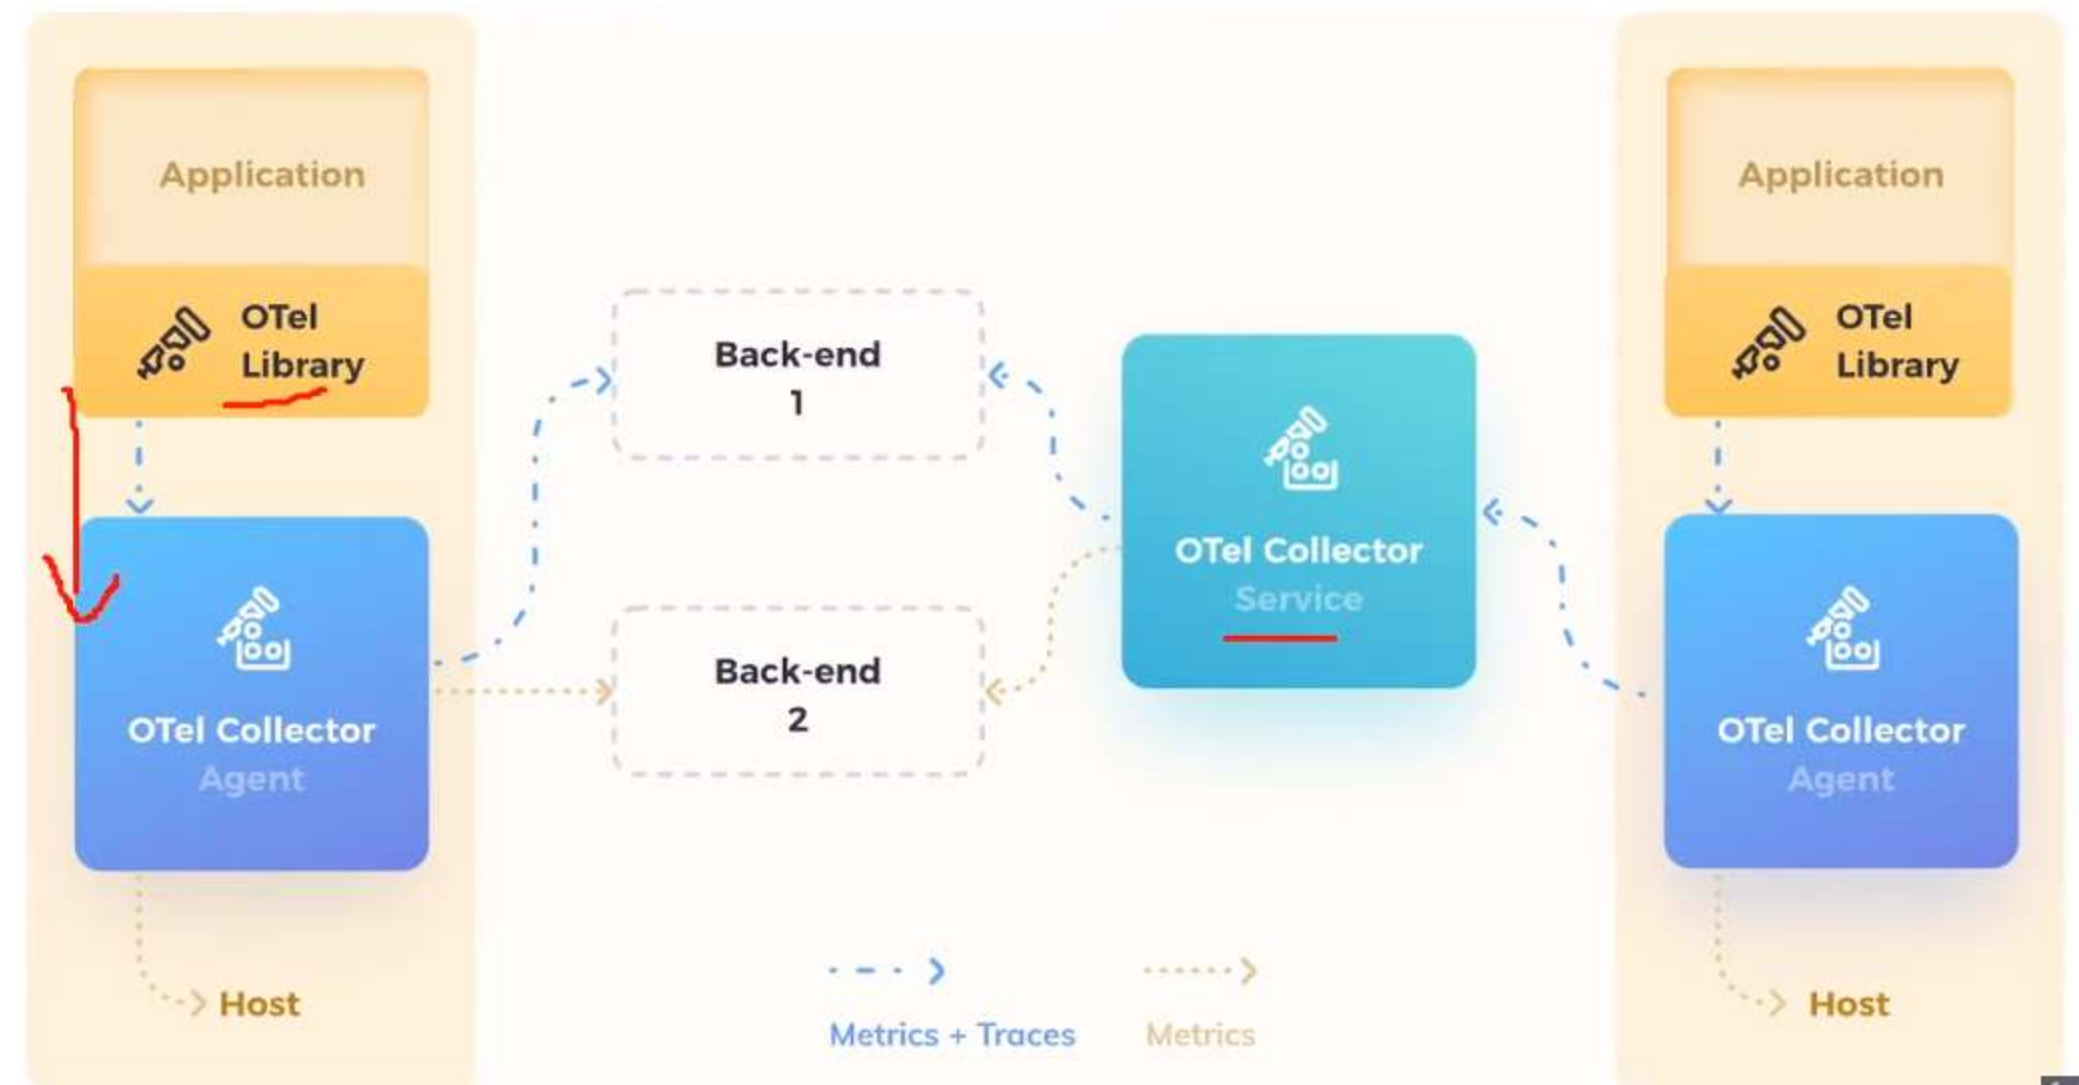 Application
OTel
Library
OTel Collector
Agent
Host
Back-end
1
Back-end
2
OTel Collector
Service
Metrics + Traces
Metrics
Application
OTel
Library
OTel Collector
Agent
Host